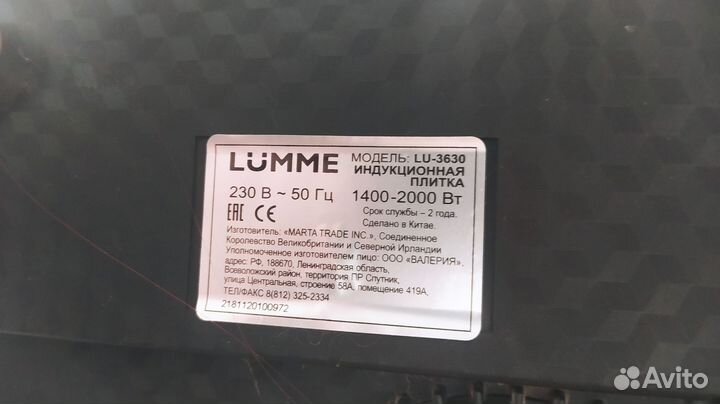 LUMME
МОДЕЛЬ: LU-3630
ИНДУКЦИОННАЯ
ПЛИТКА
230 В ~ 50 Гц 1400-2000 Вт
Срок службы – 2 года.
Сделано в Китае.
EAC CE
Изготовитель: «MARTA TRADE INC.», Соединенное
Королевство Великобритании и Северной Ирландии
Уполномоченное изготовителем лицо: ООО «ВАЛЕРИЯ»,
адрес: РФ, 188670, Ленинградская область,
Всеволожский район, территория ПР Спутник,
улица Центральная, строение 58А, помещение 419А,
ТЕЛ/ФАКС 8(812) 325-2334
2181120100972
Avito